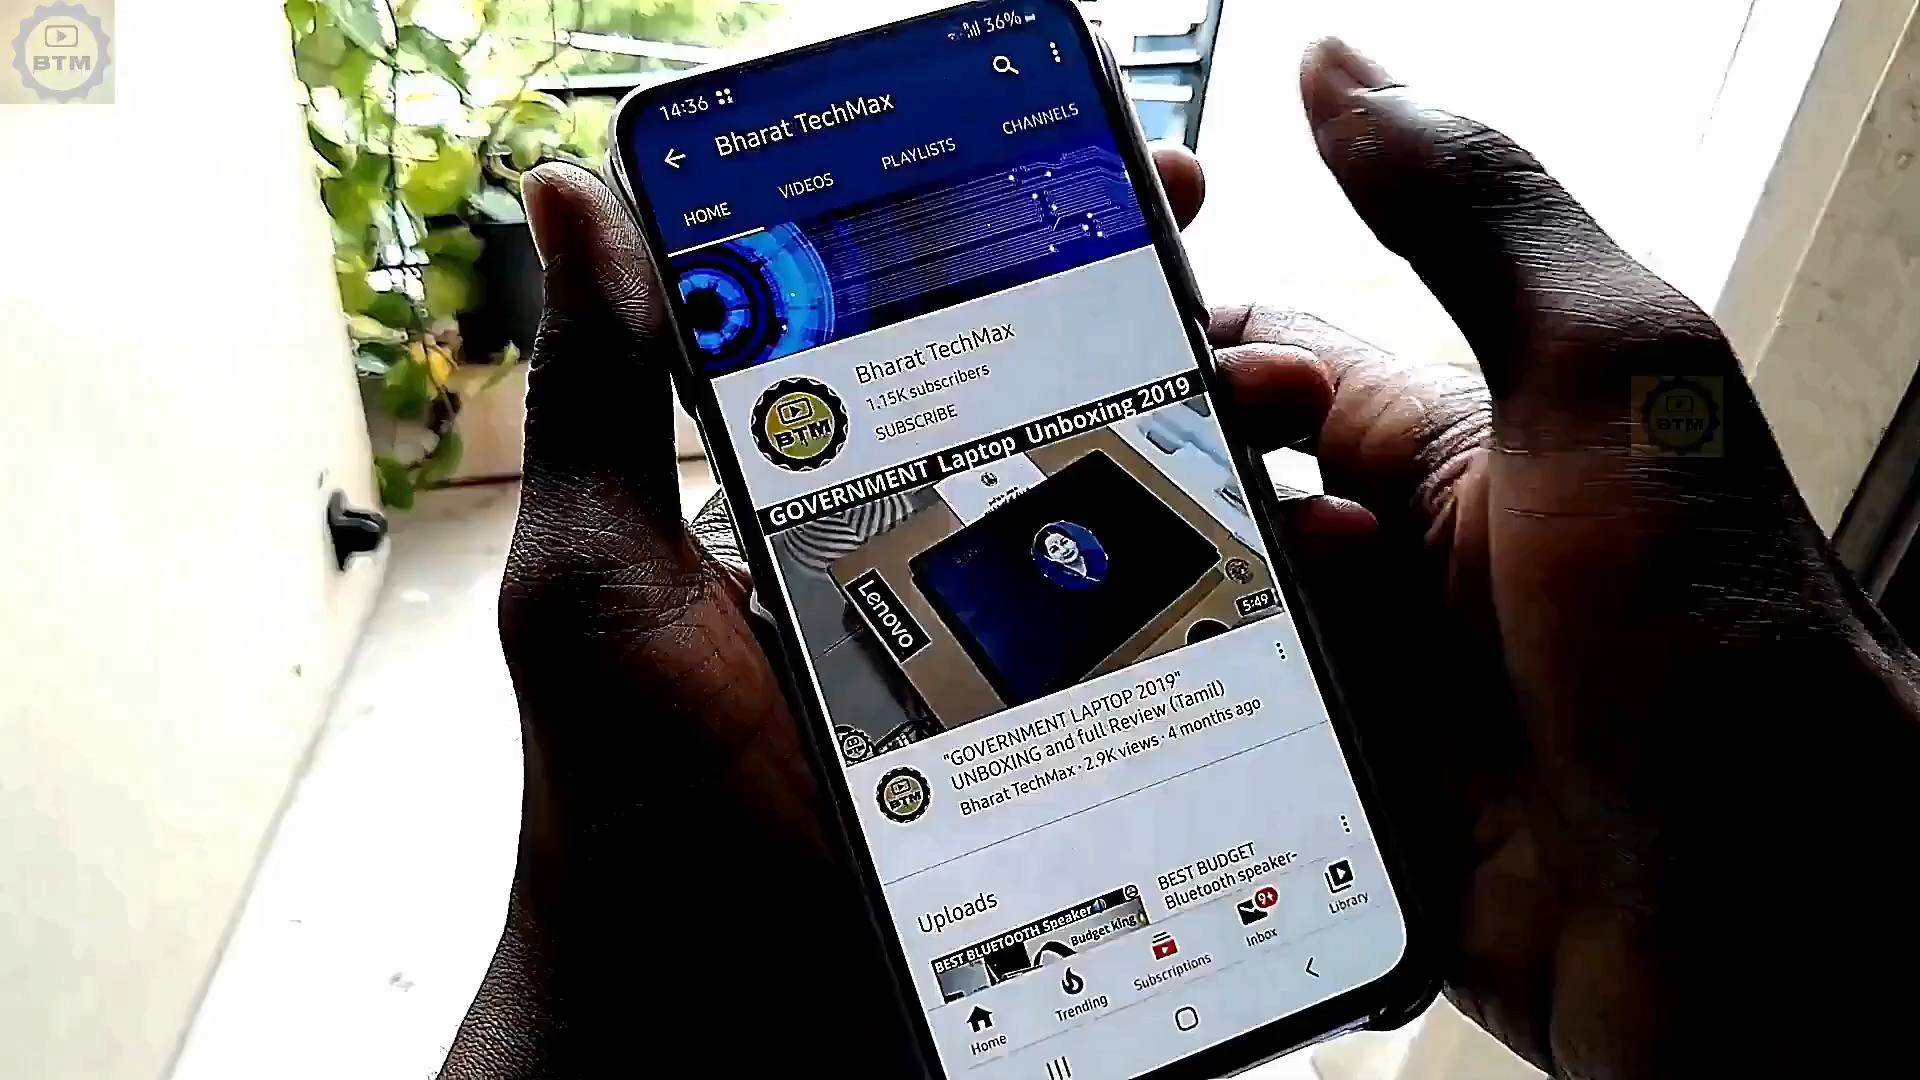 BTM
14:36
36%
Bharat TechMax
HOME
VIDEOS
PLAYLISTS
CHANNELS
Bharat TechMax
1.15K subscribers
SUBSCRIBE
BTM
GOVERNMENT Laptop Unboxing 2019
Lenovo
5:49
"GOVERNMENT LAPTOP 2019"
UNBOXING and full Review (Tamil)
Bharat TechMax · 2.9K views · 4 months ago
BTM
Uploads
BEST BLUETOOTH Speaker
Budget King
BEST BUDGET
Bluetooth speaker-
Home
Trending
Subscriptions
9+
Inbox
Library
BTM